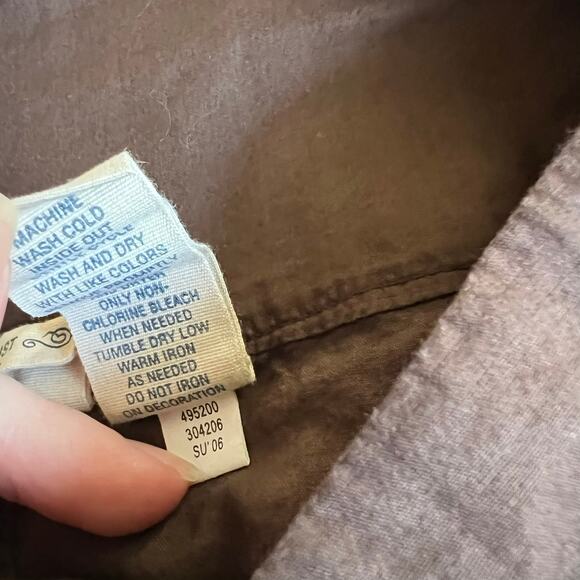 MACHINE
WASH COLD
INSIDE OUT
WASH AND DRY
WITH LIKE COLORS
ONLY NON-
CHLORINE BLEACH
WHEN NEEDED
TUMBLE DRY LOW
WARM IRON
AS NEEDED
DO NOT IRON
ON DECORATION
495200
304206
SU'06